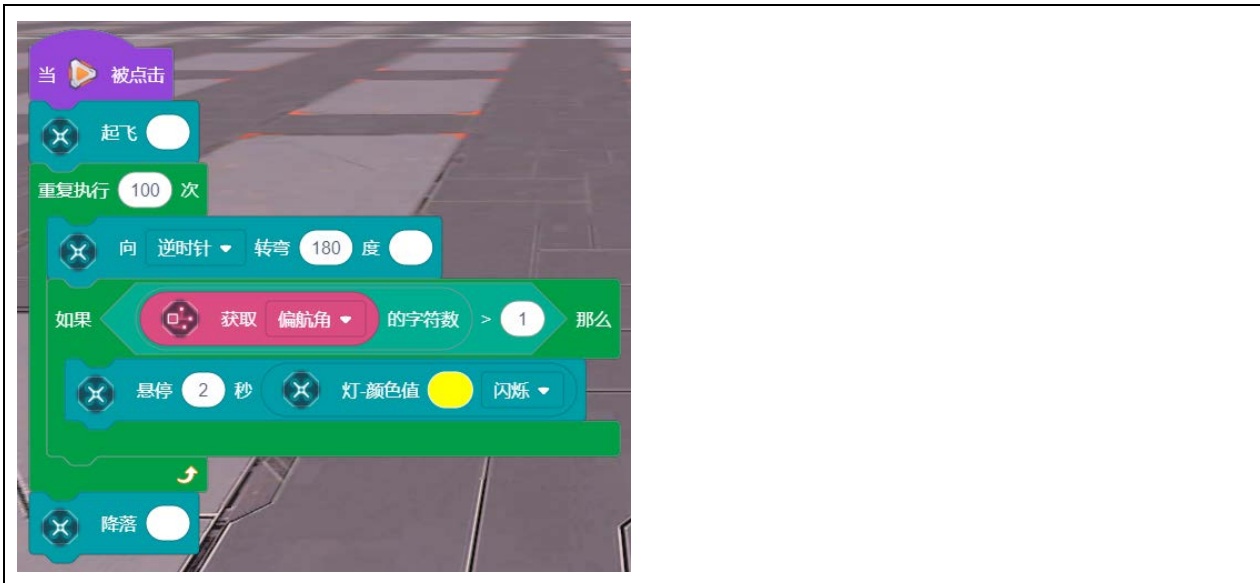 当 被点击
起飞
重复执行 100 次
向 逆时针 转弯 180 度
如果 获取 偏航角 的字符数 > 1 那么
悬停 2 秒 灯-颜色值 闪烁
降落